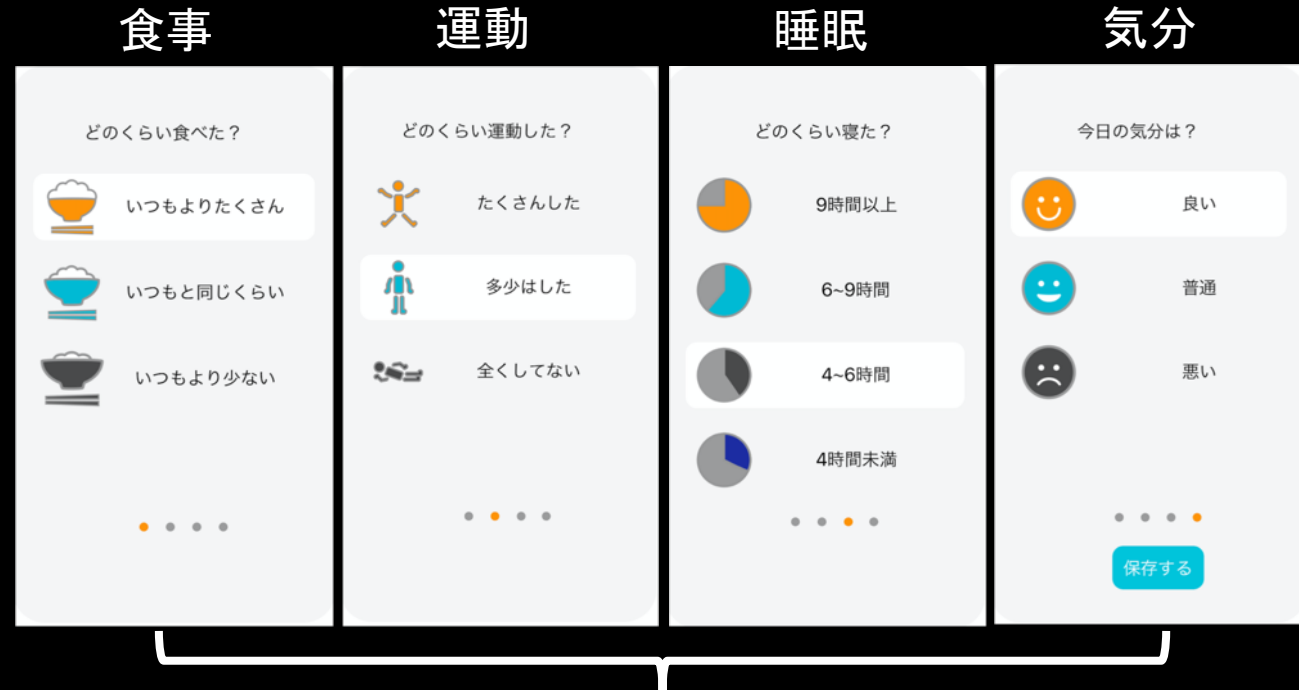 食事
どのくらい食べた？
いつもよりたくさん
いつもと同じくらい
いつもより少ない
運動
どのくらい運動した？
たくさんした
多少はした
全くしてない
睡眠
どのくらい寝た？
9時間以上
6~9時間
4~6時間
4時間未満
気分
今日の気分は？
良い
普通
悪い
保存する